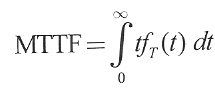 MTTF = ∫₀^∞ t f_T(t) dt